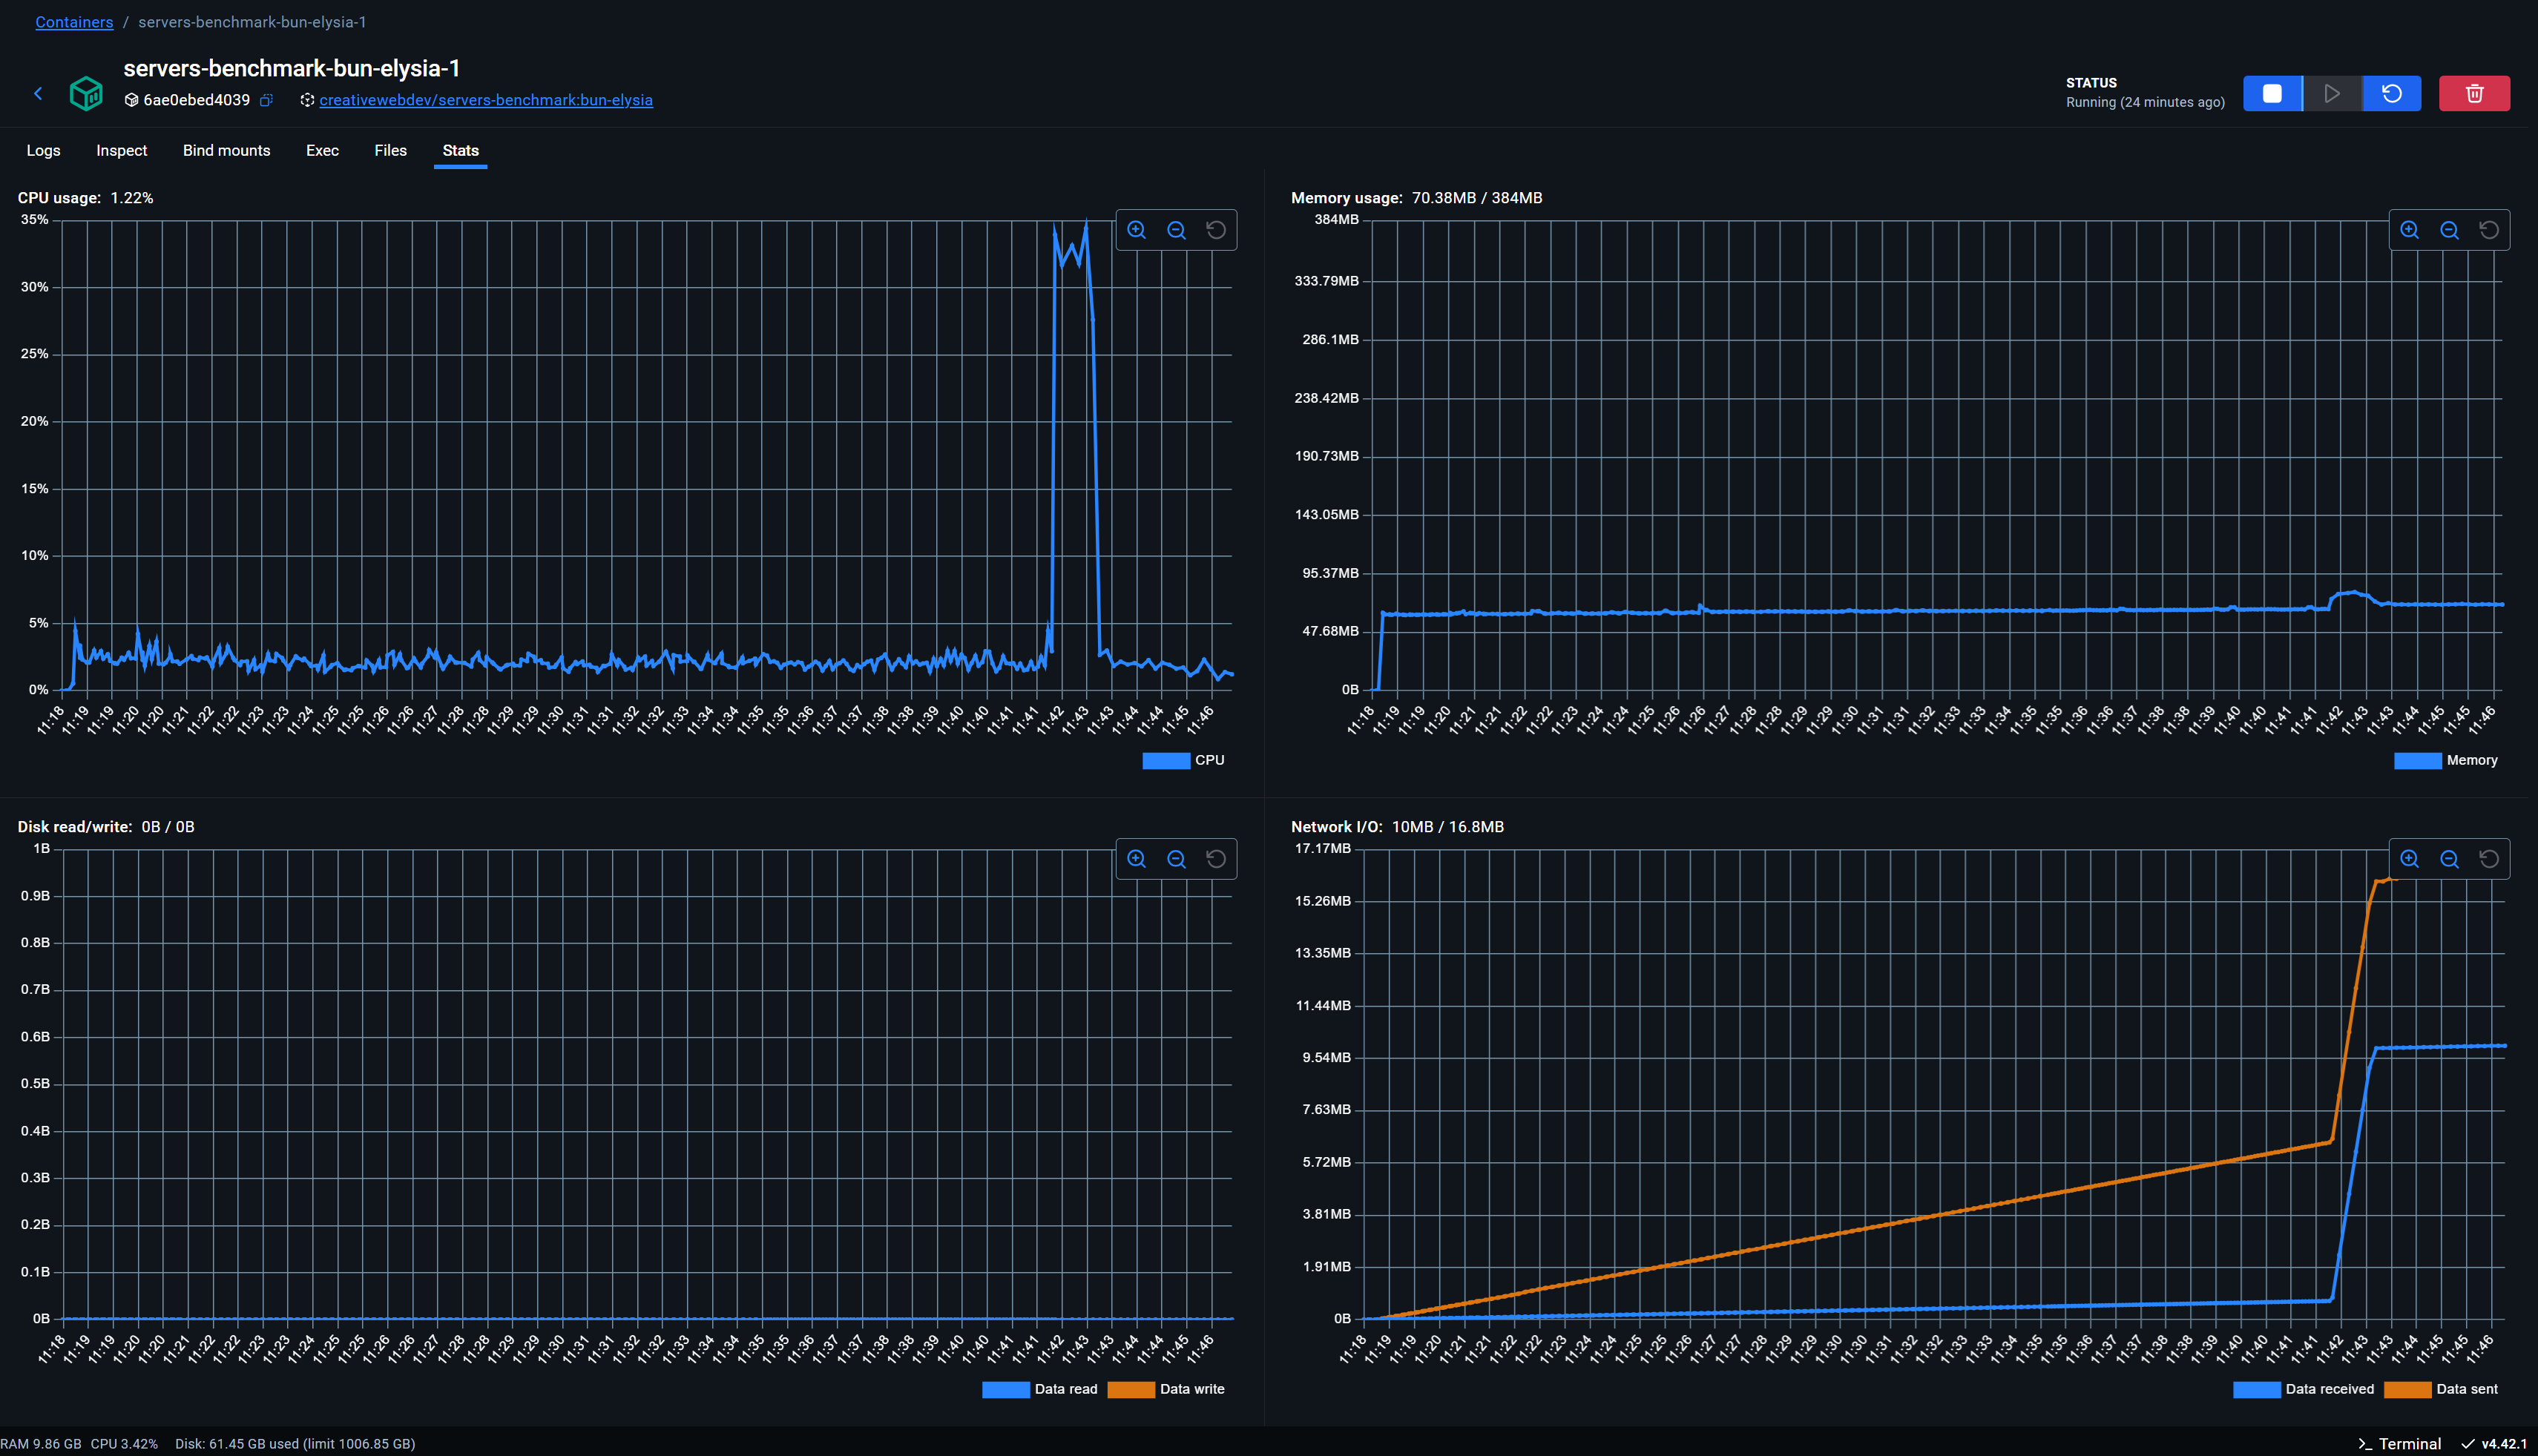 Containers / servers-benchmark-bun-elysia-1
servers-benchmark-bun-elysia-1
6ae0ebed4039 creativewebdev/servers-benchmark:bun-elysia
STATUS
Running (24 minutes ago)
Logs Inspect Bind mounts Exec Files Stats
CPU usage: 1.22%
35%
30%
25%
20%
15%
10%
5%
0%
11:18 11:19 11:19 11:20 11:20 11:21 11:22 11:22 11:23 11:23 11:24 11:25 11:25 11:26 11:26 11:27 11:28 11:28 11:29 11:29 11:30 11:31 11:31 11:32 11:32 11:33 11:34 11:34 11:35 11:35 11:36 11:37 11:37 11:38 11:38 11:39 11:40 11:40 11:41 11:41 11:42 11:43 11:43 11:44 11:44 11:45 11:46
CPU
Memory usage: 70.38MB / 384MB
384MB
333.79MB
286.1MB
238.42MB
190.73MB
143.05MB
95.37MB
47.68MB
0B
11:18 11:19 11:19 11:20 11:21 11:21 11:22 11:22 11:23 11:24 11:24 11:25 11:26 11:26 11:27 11:28 11:28 11:29 11:29 11:30 11:31 11:31 11:32 11:33 11:33 11:34 11:35 11:35 11:36 11:36 11:37 11:38 11:38 11:39 11:40 11:40 11:41 11:41 11:42 11:43 11:43 11:44 11:45 11:45 11:46
Memory
Disk read/write: 0B / 0B
1B
0.9B
0.8B
0.7B
0.6B
0.5B
0.4B
0.3B
0.2B
0.1B
0B
11:18 11:19 11:19 11:20 11:20 11:21 11:22 11:22 11:23 11:23 11:24 11:25 11:25 11:26 11:26 11:27 11:28 11:28 11:29 11:29 11:30 11:31 11:31 11:32 11:32 11:33 11:34 11:34 11:35 11:35 11:36 11:37 11:37 11:38 11:38 11:39 11:40 11:40 11:41 11:41 11:42 11:43 11:43 11:44 11:44 11:45 11:46
Data read Data write
Network I/O: 10MB / 16.8MB
17.17MB
15.26MB
13.35MB
11.44MB
9.54MB
7.63MB
5.72MB
3.81MB
1.91MB
0B
11:18 11:19 11:19 11:20 11:21 11:21 11:22 11:22 11:23 11:24 11:24 11:25 11:25 11:26 11:27 11:27 11:28 11:29 11:29 11:30 11:30 11:31 11:32 11:32 11:33 11:33 11:34 11:35 11:35 11:36 11:37 11:37 11:38 11:38 11:39 11:40 11:40 11:41 11:41 11:42 11:43 11:43 11:44 11:45 11:45 11:46
Data received Data sent
RAM 9.86 GB CPU 3.42% Disk: 61.45 GB used (limit 1006.85 GB)
Terminal v4.42.1